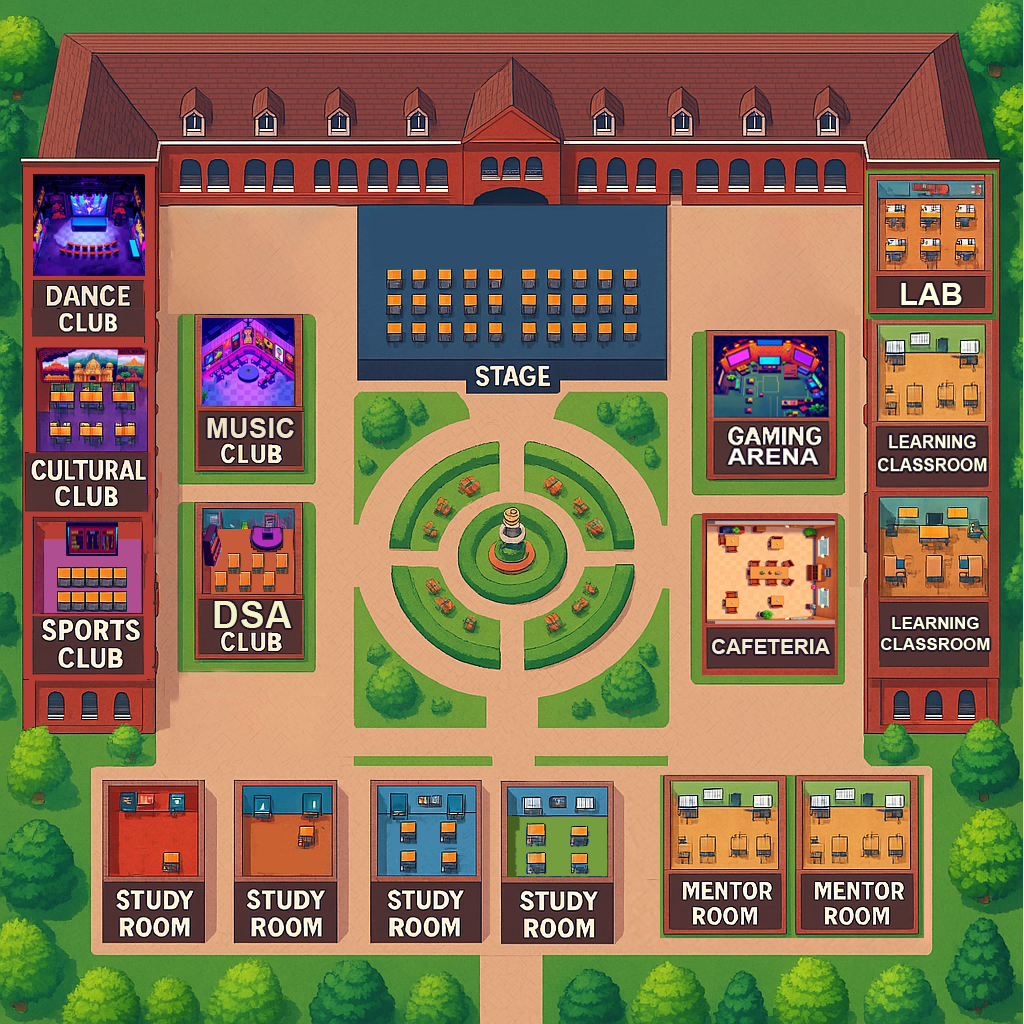 DANCE
CLUB
LAB
STAGE
MUSIC
CLUB
GAMING
ARENA
LEARNING
CLASSROOM
CULTURAL
CLUB
DSA
CLUB
CAFETERIA
SPORTS
CLUB
LEARNING
CLASSROOM
STUDY
ROOM
STUDY
ROOM
STUDY
ROOM
STUDY
ROOM
MENTOR
ROOM
MENTOR
ROOM